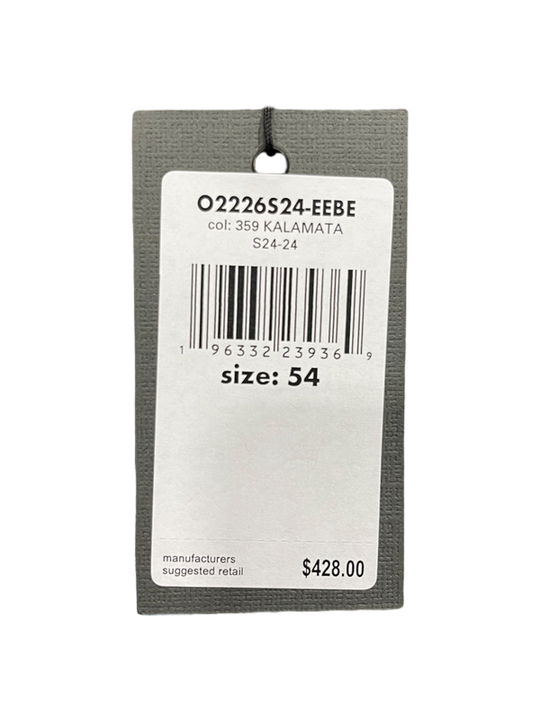 O2226S24-EEBE
col: 359 KALAMATA
S24-24
1 96332 23936 9
size: 54
manufacturers
suggested retail $428.00